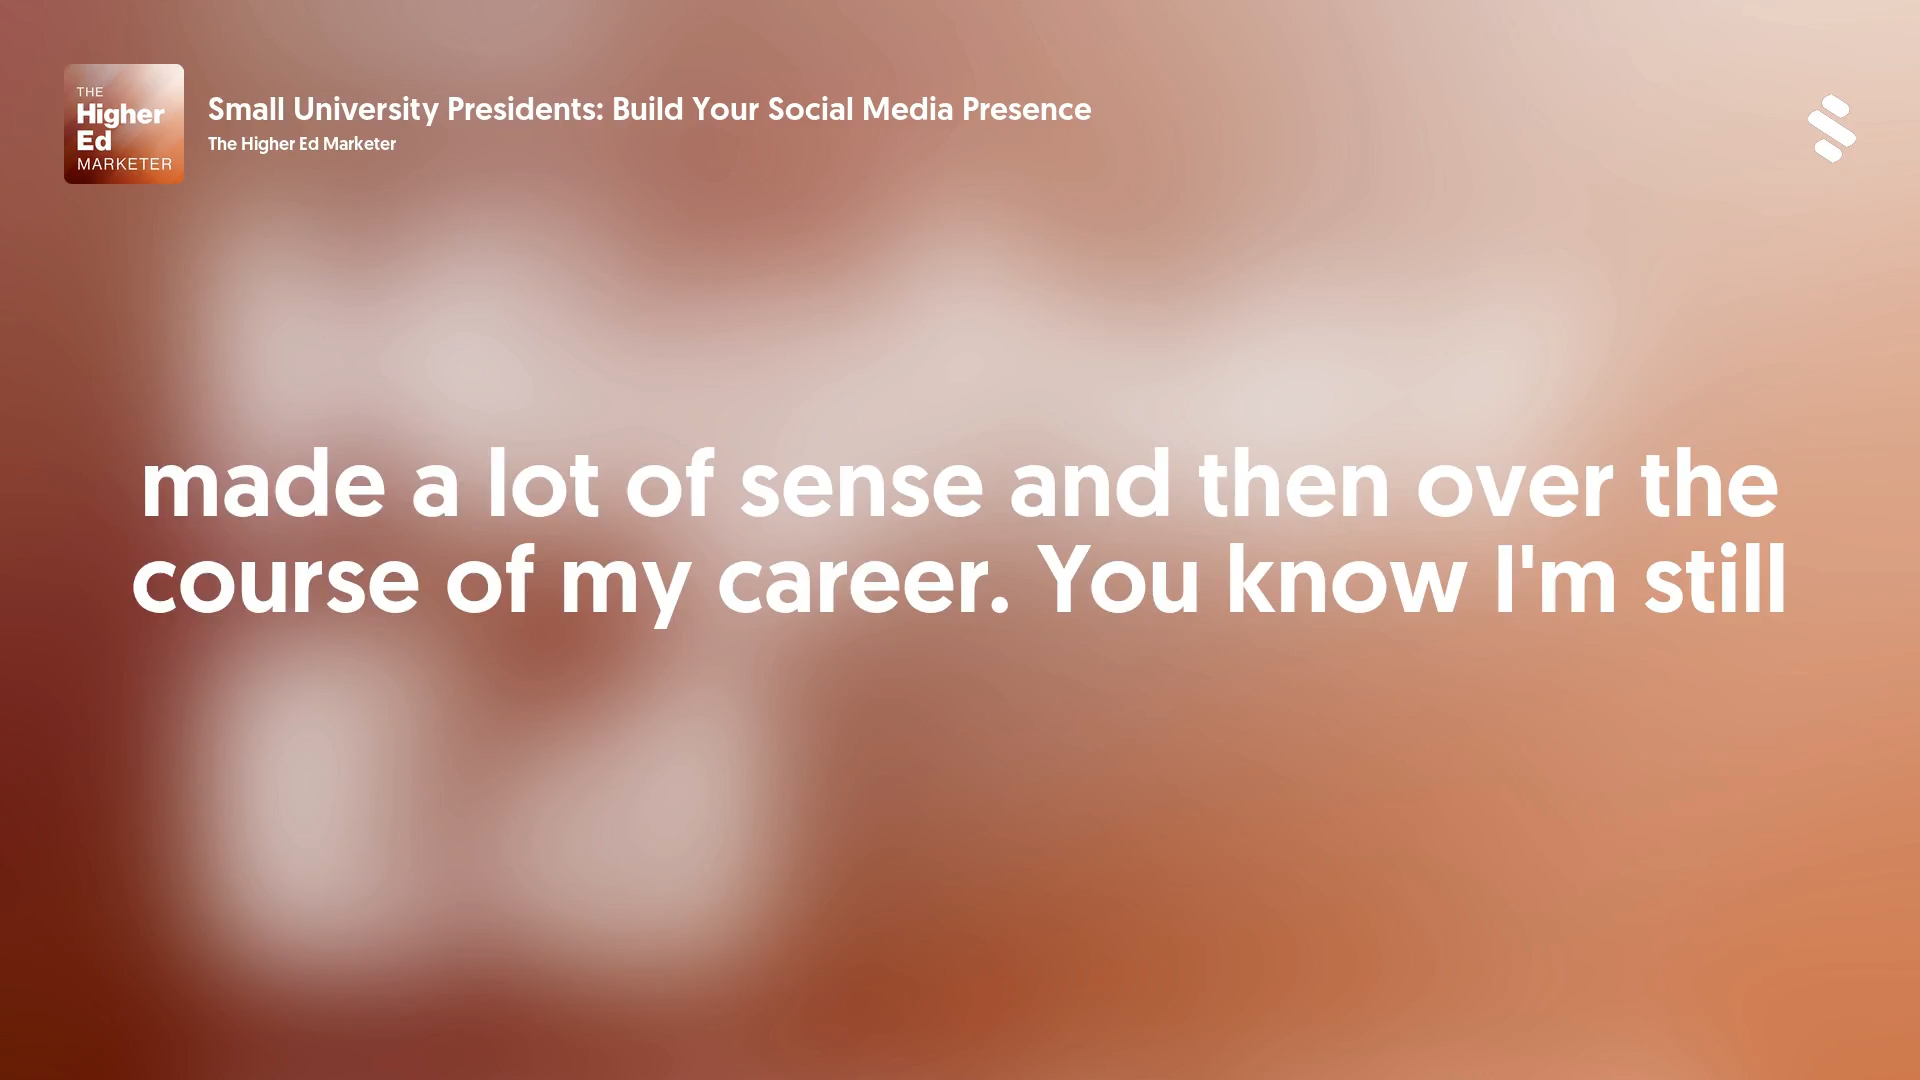 THE
Higher
Ed
MARKETER
Small University Presidents: Build Your Social Media Presence
The Higher Ed Marketer
made a lot of sense and then over the
course of my career. You know I'm still